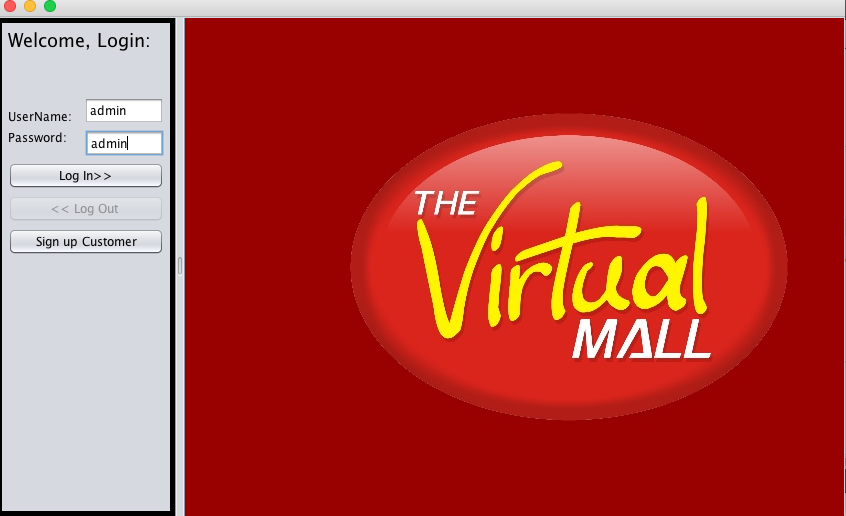 Welcome, Login:
UserName: admin
Password: admin
Log In>>
<< Log Out
Sign up Customer
THE
Virtual
MALL